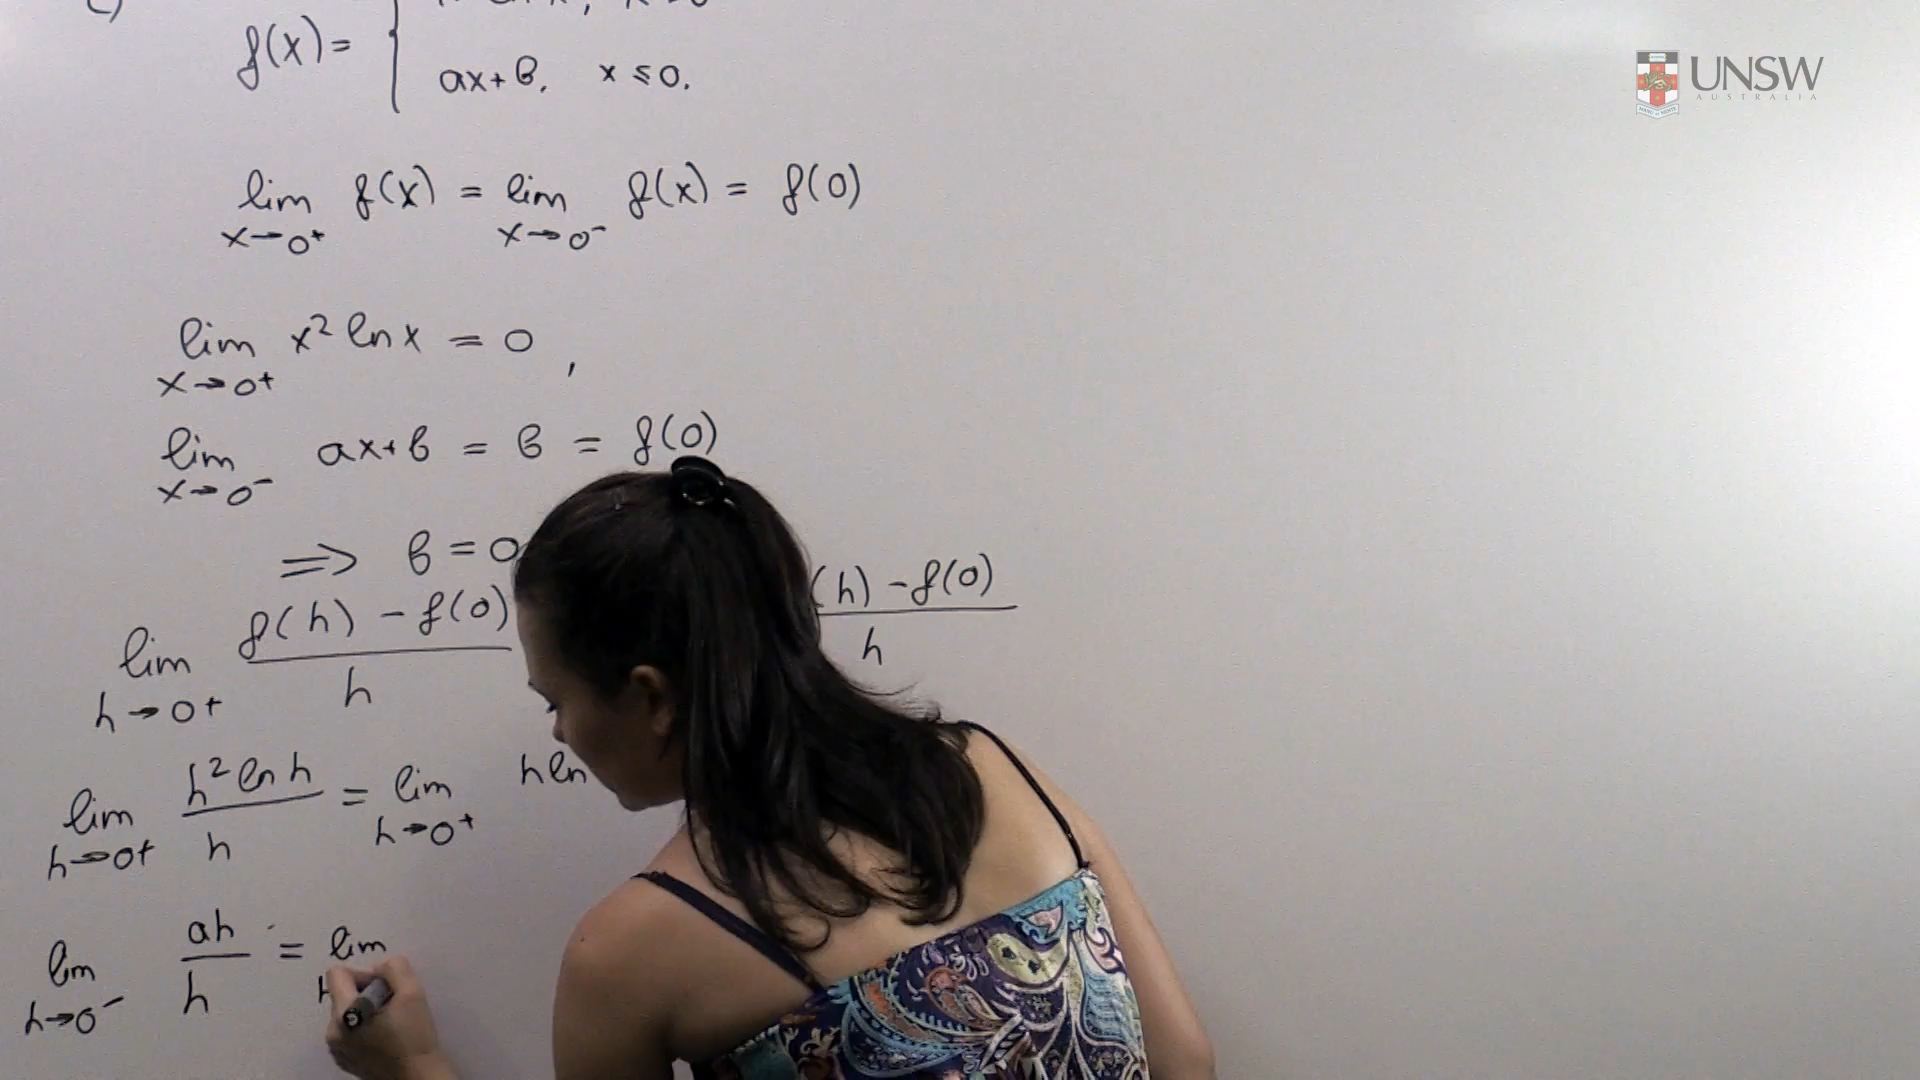 f(x) = {
ax+b, x ≤ 0.
lim x→0⁺ f(x) = lim x→0⁻ f(x) = f(0)
lim x→0⁺ x² ln x = 0 ,
lim x→0⁻ ax+b = b = f(0)
⇒ b = 0
lim h→0⁺ f(h) - f(0) / h
(h) - f(0) / h
lim h→0⁺ h² ln h / h = lim h→0⁺ h ln
lim h→0⁻ ah / h = lim
UNSW
AUSTRALIA